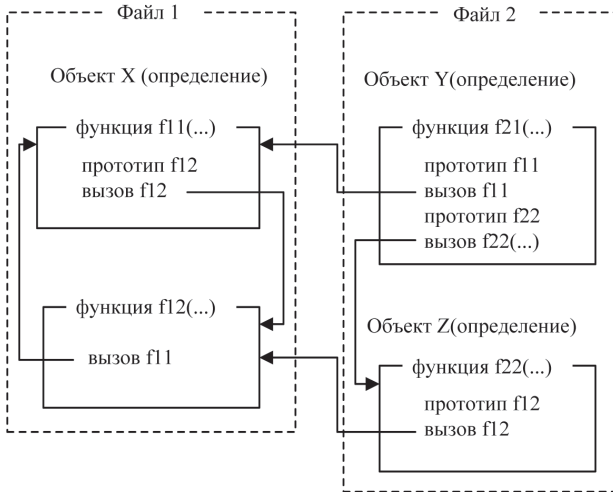 Файл 1
Объект X (определение)
функция f11(...)
прототип f12
вызов f12
функция f12(...)
вызов f11
Файл 2
Объект Y(определение)
функция f21(...)
прототип f11
вызов f11
прототип f22
вызов f22(...)
Объект Z(определение)
функция f22(...)
прототип f12
вызов f12